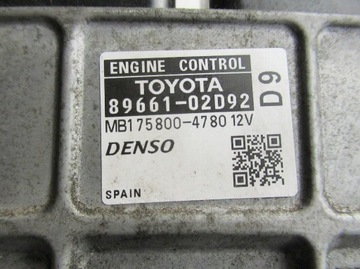 ENGINE CONTROL
TOYOTA
89661-02D92
D9
MB175800-4780 12V
DENSO
SPAIN